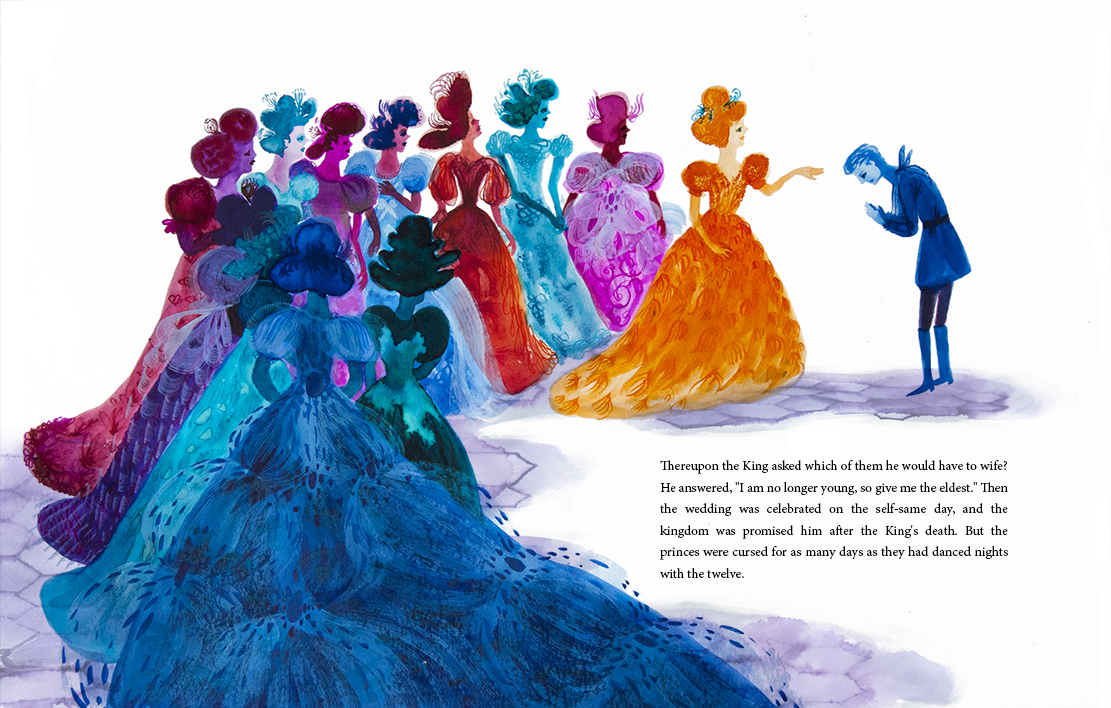 Thereupon the King asked which of them he would have to wife?
He answered, "I am no longer young, so give me the eldest." Then
the wedding was celebrated on the self-same day, and the
kingdom was promised him after the King's death. But the
princes were cursed for as many days as they had danced nights
with the twelve.